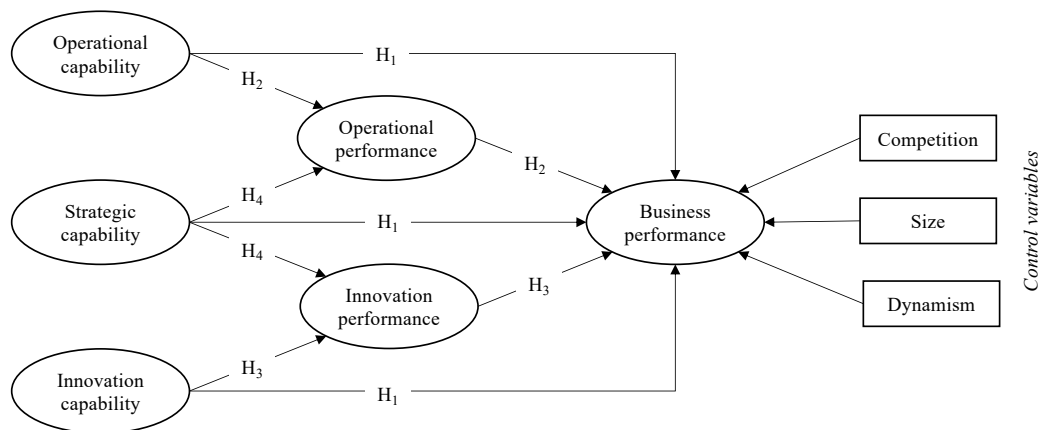 Operational
capability
H₁
H₂
Operational
performance
H₂
H₄
Strategic
capability
H₁
H₄
Innovation
performance
H₃
H₃
Innovation
capability
H₁
Business
performance
Competition
Size
Dynamism
Control variables